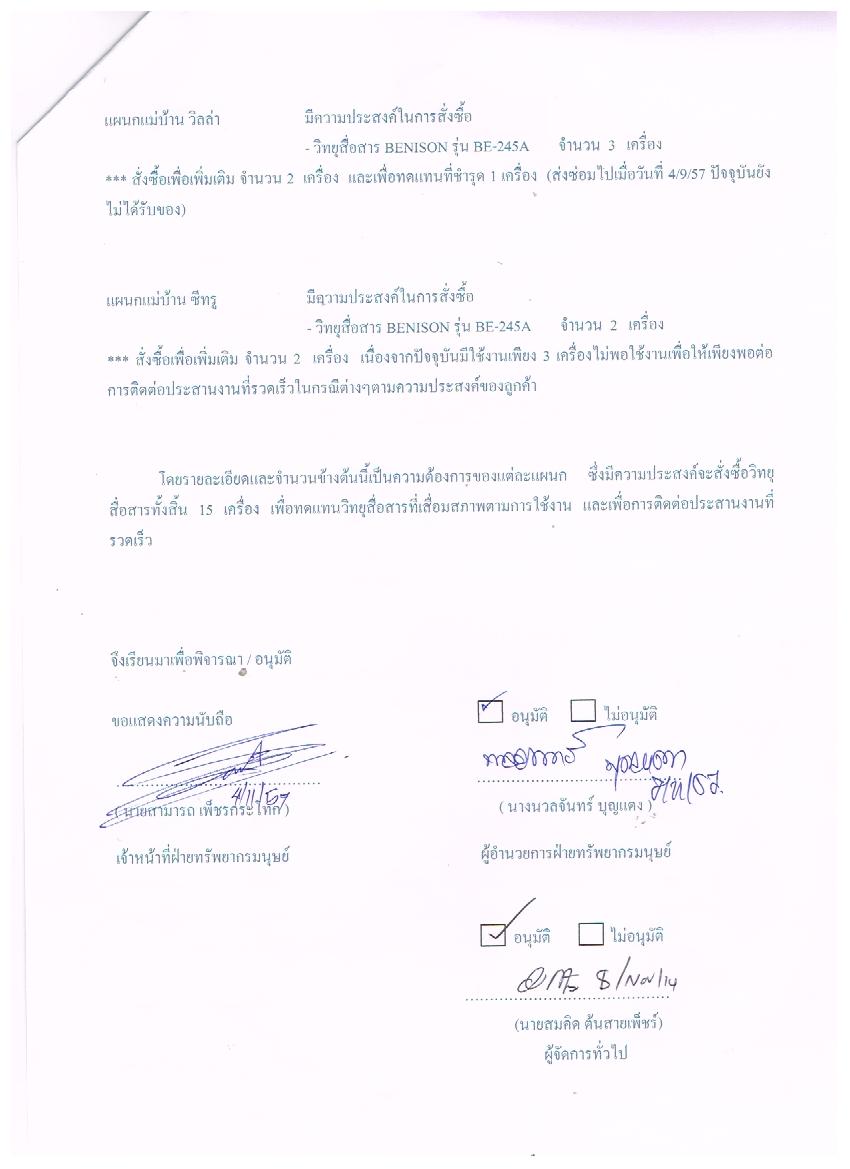 แผนกแม่บ้าน วิลล่า มีความประสงค์ในการสั่งซื้อ
- วิทยุสื่อสาร BENISON รุ่น BE-245A จำนวน 3 เครื่อง
*** สั่งซื้อเพื่อเพิ่มเติม จำนวน 2 เครื่อง และเพื่อทดแทนที่ชำรุด 1 เครื่อง (ส่งซ่อมไปเมื่อวันที่ 4/9/57 ปัจจุบันยัง
ไม่ได้รับของ)
แผนกแม่บ้าน ซีทรู มีความประสงค์ในการสั่งซื้อ
- วิทยุสื่อสาร BENISON รุ่น BE-245A จำนวน 2 เครื่อง
*** สั่งซื้อเพื่อเพิ่มเติม จำนวน 2 เครื่อง เนื่องจากปัจจุบันมีใช้งานเพียง 3 เครื่องไม่พอใช้งานเพื่อให้เพียงพอต่อ
การติดต่อประสานงานที่รวดเร็วในกรณีต่างๆตามความประสงค์ของลูกค้า
โดยรายละเอียดและจำนวนข้างต้นนี้เป็นความต้องการของแต่ละแผนก ซึ่งมีความประสงค์จะสั่งซื้อวิทยุ
สื่อสารทั้งสิ้น 15 เครื่อง เพื่อทดแทนวิทยุสื่อสารที่เสื่อมสภาพตามการใช้งาน และเพื่อการติดต่อประสานงานที่
รวดเร็ว
จึงเรียนมาเพื่อพิจารณา / อนุมัติ
ขอแสดงความนับถือ
อนุมัติ ไม่อนุมัติ
4/11/57
( นายสามารถ เพ็ชรกระโทก )
( นางนวลจันทร์ บุญแดง )
เจ้าหน้าที่ฝ่ายทรัพยากรมนุษย์
ผู้อำนวยการฝ่ายทรัพยากรมนุษย์
อนุมัติ ไม่อนุมัติ
8/Nov/14
(นายสมคิด ต้นสายเพ็ชร์)
ผู้จัดการทั่วไป